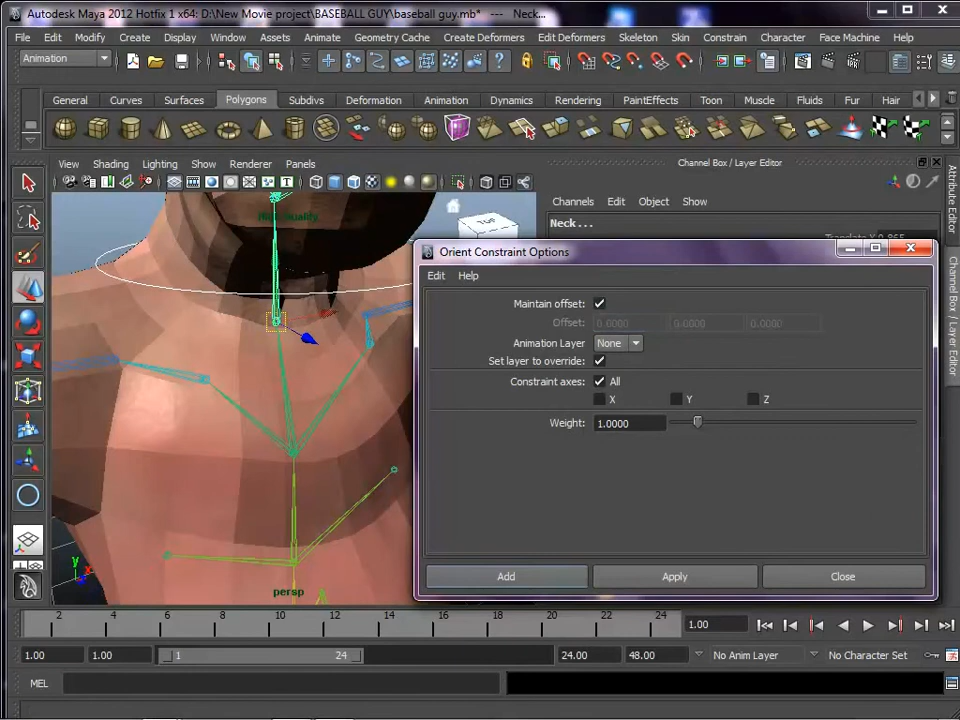 Autodesk Maya 2012 Hotfix 1 x64: D:\New Movie project\BASEBALL GUY\baseball guy.mb* --- Neck...
File Edit Modify Create Display Window Assets Animate Geometry Cache Create Deformers Edit Deformers Skeleton Skin Constrain Character Face Machine Help
Animation
General Curves Surfaces Polygons Subdivs Deformation Animation Dynamics Rendering PaintEffects Toon Muscle Fluids Fur Hair
View Shading Lighting Show Renderer Panels
Channel Box / Layer Editor
Channels Edit Object Show
Neck...
Translate X 0.865
High Quality
TOP
Attribute Editor
Channel Box / Layer Editor
Orient Constraint Options
Edit Help
Maintain offset:
Offset: 0.0000 0.0000 0.0000
Animation Layer None
Set layer to override:
Constraint axes: All
X Y Z
Weight: 1.0000
Add Apply Close
y
x
z
persp
2 4 6 8 10 12 14 16 18 20 22 24 1.00
1.00 1.00 1 24 24.00 48.00 No Anim Layer No Character Set
MEL